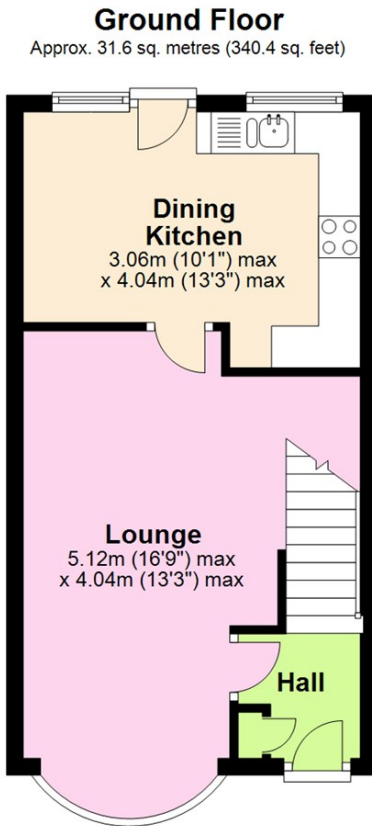 Ground Floor
Approx. 31.6 sq. metres (340.4 sq. feet)
Dining
Kitchen
3.06m (10'1") max
x 4.04m (13'3") max
Lounge
5.12m (16'9") max
x 4.04m (13'3") max
Hall